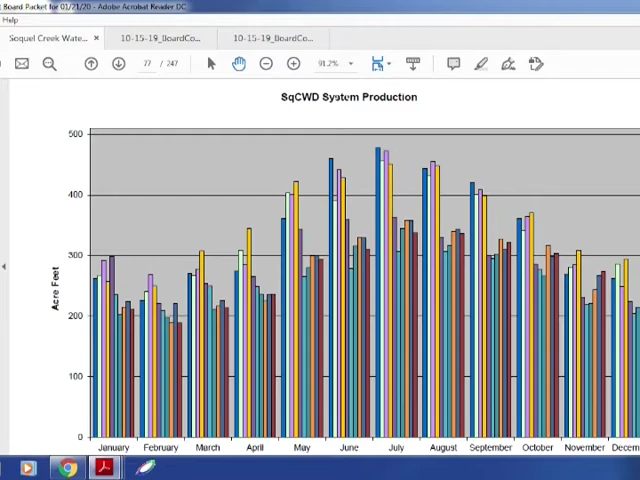 Board Packet for 01/21/20 - Adobe Acrobat Reader DC
Help
Soquel Creek Wate... × 10-15-19_BoardCo... 10-15-19_BoardCo...
77 / 247 91.2%
SqCWD System Production
500
400
300
200
100
0
Acre Feet
January February March April May June July August September October November Decem